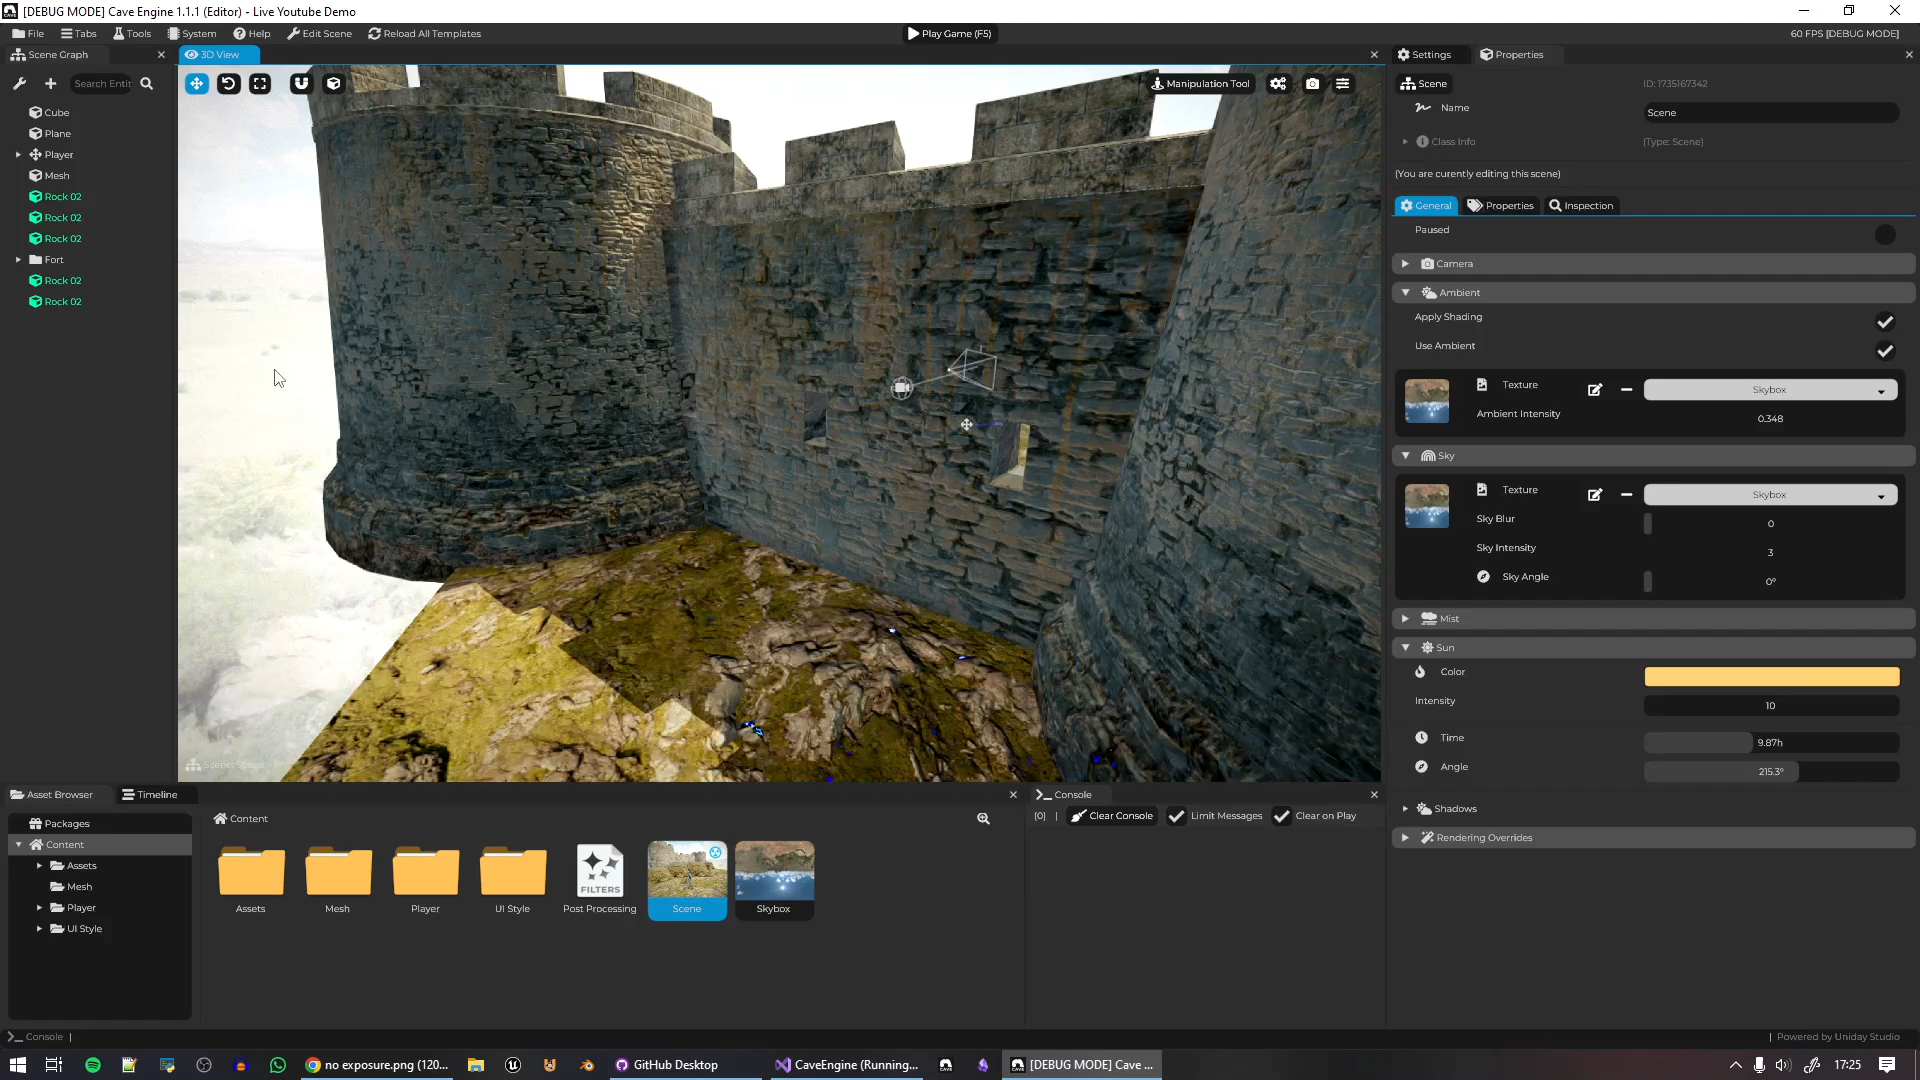 [DEBUG MODE] Cave Engine 1.1.1 (Editor) - Live Youtube Demo
File
Tabs
Tools
System
Help
Edit Scene
Reload All Templates
Play Game (F5)
60 FPS [DEBUG MODE]
Scene Graph
3D View
Settings
Properties
Search Entit
Manipulation Tool
Scene
ID: 1735167342
Name
Scene
Class Info
(Type: Scene)
(You are curently editing this scene)
General
Properties
Inspection
Paused
Camera
Ambient
Apply Shading
Use Ambient
Texture
Skybox
Ambient Intensity
0.348
Sky
Texture
Skybox
Sky Blur
0
Sky Intensity
3
Sky Angle
0°
Mist
Sun
Color
Intensity
10
Time
9.87h
Angle
215.3°
Shadows
Rendering Overrides
Cube
Plane
Player
Mesh
Rock 02
Rock 02
Rock 02
Fort
Rock 02
Rock 02
Asset Browser
Timeline
Packages
Content
Assets
Mesh
Player
UI Style
Content
Assets
Mesh
Player
UI Style
FILTERS
Post Processing
Scene
Skybox
Console
[0] |
Clear Console
Limit Messages
Clear on Play
Console |
| Powered by Uniday Studio
no exposure.png (120...
GitHub Desktop
CaveEngine (Running...
[DEBUG MODE] Cave ...
17:25